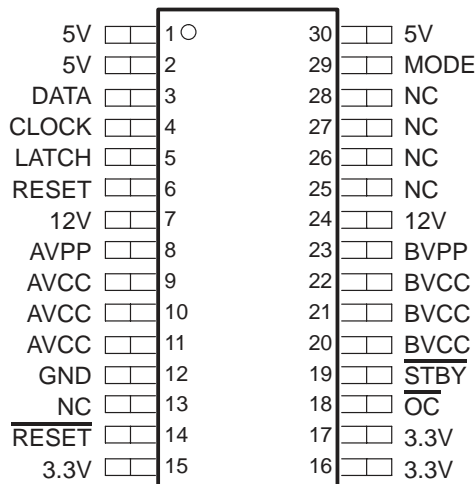 5V 1 30 5V
5V 2 29 MODE
DATA 3 28 NC
CLOCK 4 27 NC
LATCH 5 26 NC
RESET 6 25 NC
12V 7 24 12V
AVPP 8 23 BVPP
AVCC 9 22 BVCC
AVCC 10 21 BVCC
AVCC 11 20 BVCC
GND 12 19 STBY
NC 13 18 OC
RESET 14 17 3.3V
3.3V 15 16 3.3V